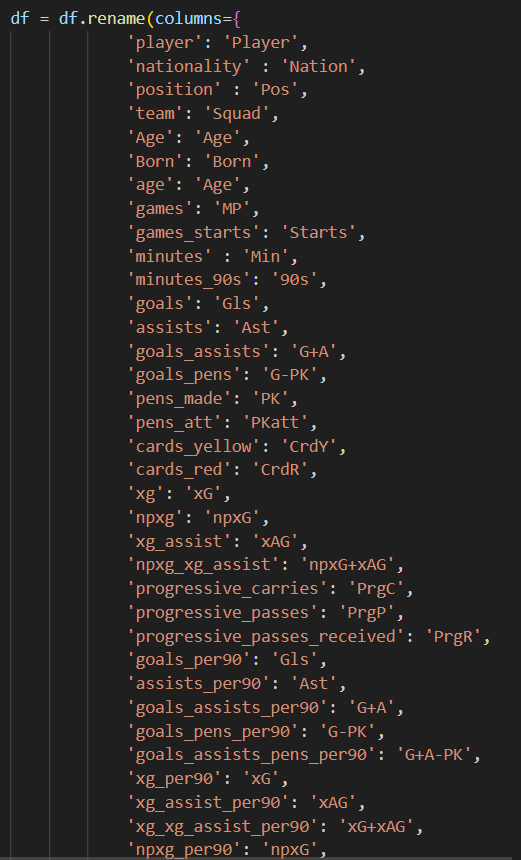 df = df.rename(columns={
'player': 'Player',
'nationality' : 'Nation',
'position' : 'Pos',
'team': 'Squad',
'Age': 'Age',
'Born': 'Born',
'age': 'Age',
'games': 'MP',
'games_starts': 'Starts',
'minutes' : 'Min',
'minutes_90s': '90s',
'goals': 'Gls',
'assists': 'Ast',
'goals_assists': 'G+A',
'goals_pens': 'G-PK',
'pens_made': 'PK',
'pens_att': 'PKatt',
'cards_yellow': 'CrdY',
'cards_red': 'CrdR',
'xg': 'xG',
'npxg': 'npxG',
'xg_assist': 'xAG',
'npxg_xg_assist': 'npxG+xAG',
'progressive_carries': 'PrgC',
'progressive_passes': 'PrgP',
'progressive_passes_received': 'PrgR',
'goals_per90': 'Gls',
'assists_per90': 'Ast',
'goals_assists_per90': 'G+A',
'goals_pens_per90': 'G-PK',
'goals_assists_pens_per90': 'G+A-PK',
'xg_per90': 'xG',
'xg_assist_per90': 'xAG',
'xg_xg_assist_per90': 'xG+xAG',
'npxg_per90': 'npxG',